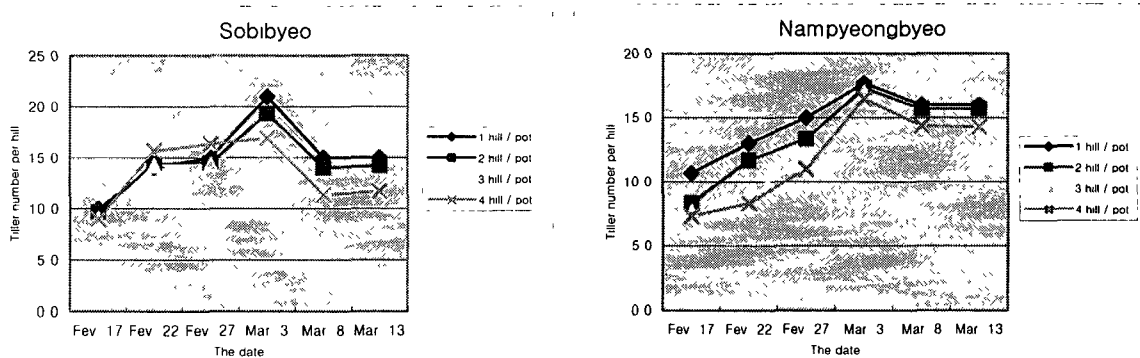 Sobibyeo
25 0
20 0
15 0
10 0
5 0
0 0
Tiller number per hill
Fev 17 Fev 22 Fev 27 Mar 3 Mar 8 Mar 13
The date
1 hill / pot
2 hill / pot
3 hill / pot
4 hill / pot
Nampyeongbyeo
20 0
15 0
10 0
5 0
0 0
Tiller number per hill
Fev 17 Fev 22 Fev 27 Mar 3 Mar 8 Mar 13
The date
1 hill / pot
2 hill / pot
3 hill / pot
4 hill / pot